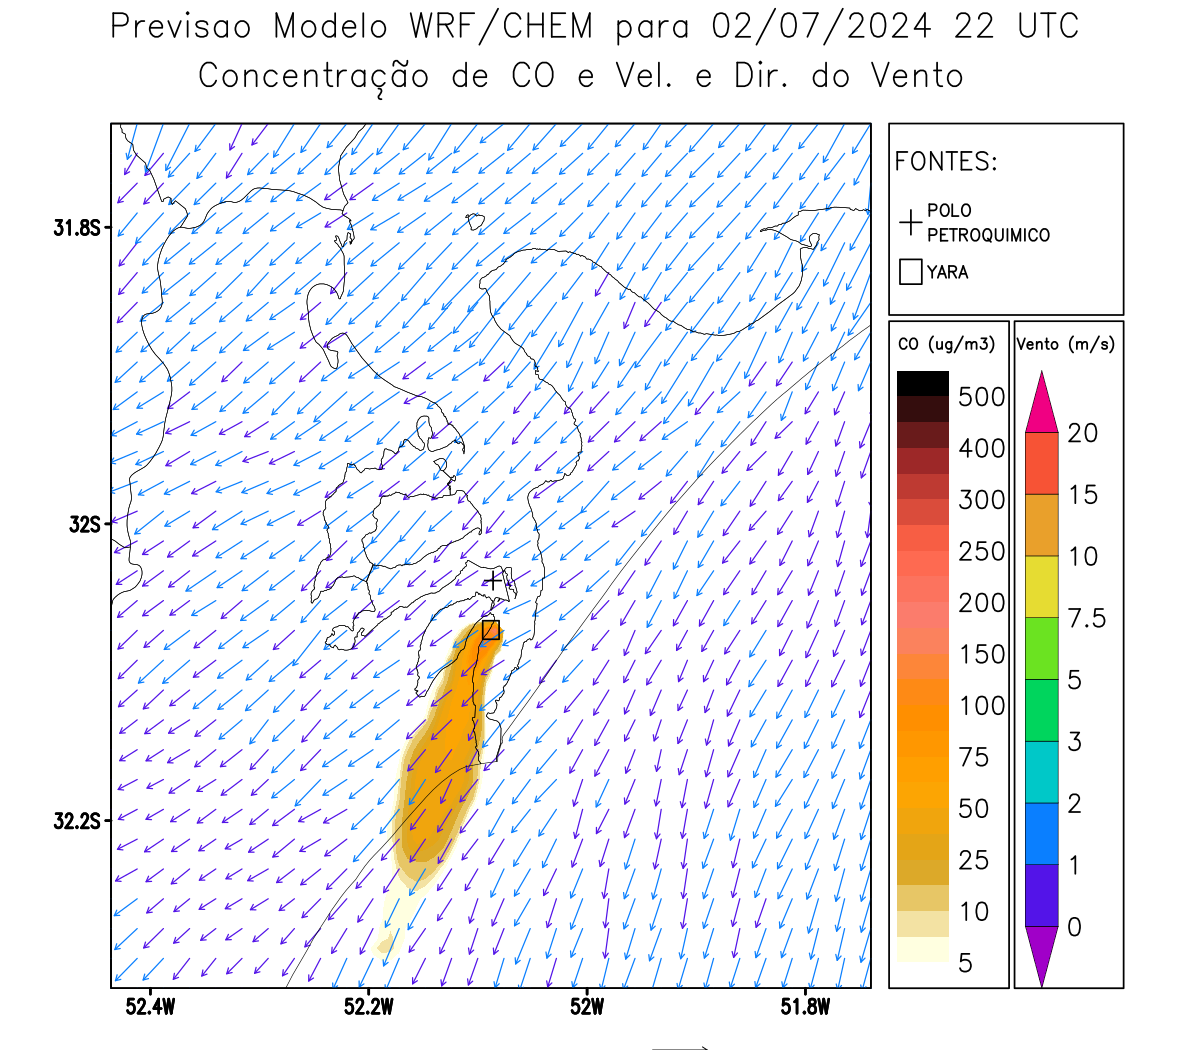 Previsao Modelo WRF/CHEM para 02/07/2024 22 UTC
Concentração de CO e Vel. e Dir. do Vento
FONTES:
POLO
PETROQUIMICO
YARA
31.8S
32S
32.2S
52.4W
52.2W
52W
51.8W
CO (ug/m3)
500
400
300
250
200
150
100
75
50
25
10
5
Vento (m/s)
20
15
10
7.5
5
3
2
1
0